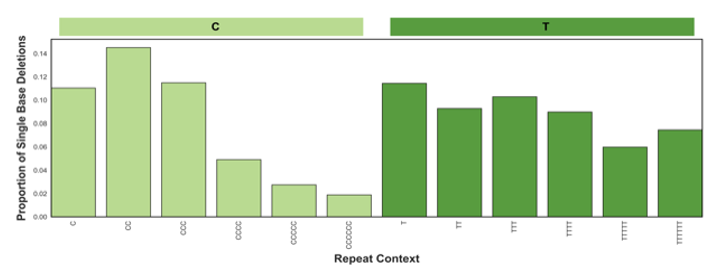 C T
Proportion of Single Base Deletions
0.14
0.12
0.10
0.08
0.06
0.04
0.02
0.00
C CC CCC CCCC CCCCC CCCCCC T TT TTT TTTT TTTTT TTTTTT
Repeat Context